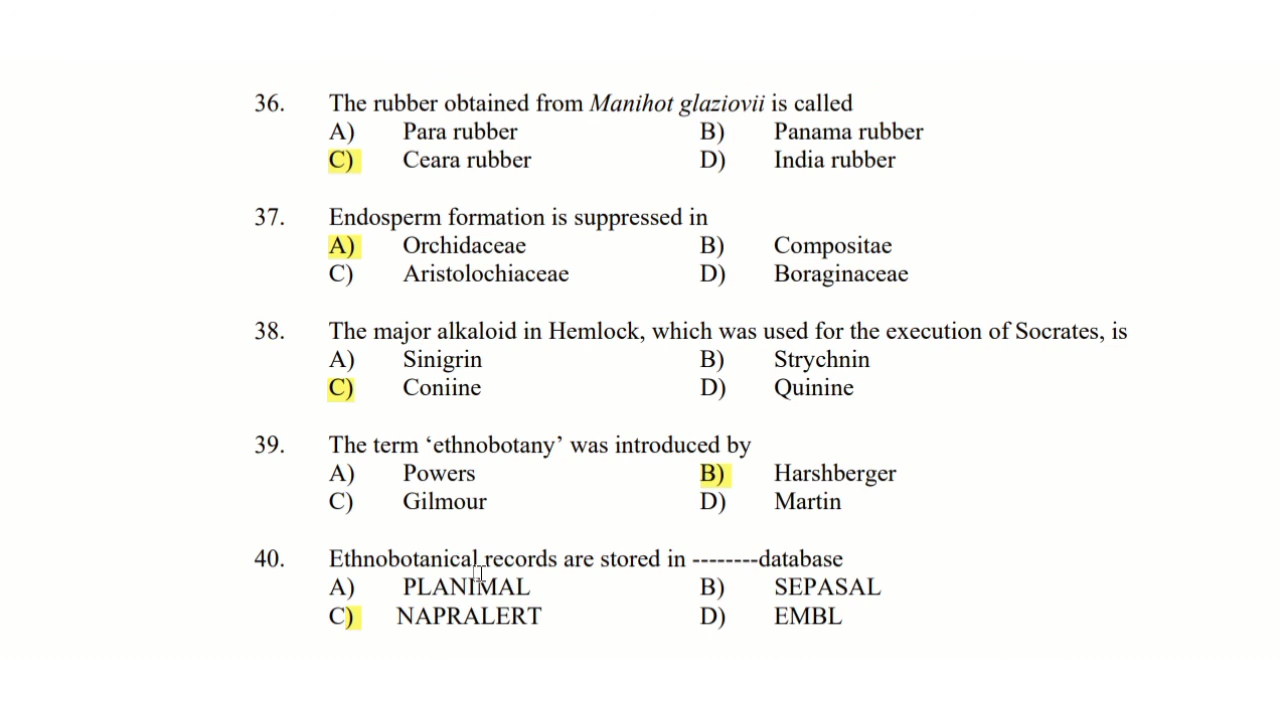 36. The rubber obtained from Manihot glaziovii is called
A) Para rubber B) Panama rubber
C) Ceara rubber D) India rubber
37. Endosperm formation is suppressed in
A) Orchidaceae B) Compositae
C) Aristolochiaceae D) Boraginaceae
38. The major alkaloid in Hemlock, which was used for the execution of Socrates, is
A) Sinigrin B) Strychnin
C) Coniine D) Quinine
39. The term ‘ethnobotany’ was introduced by
A) Powers B) Harshberger
C) Gilmour D) Martin
40. Ethnobotanical records are stored in --------database
A) PLANIMAL B) SEPASAL
C) NAPRALERT D) EMBL